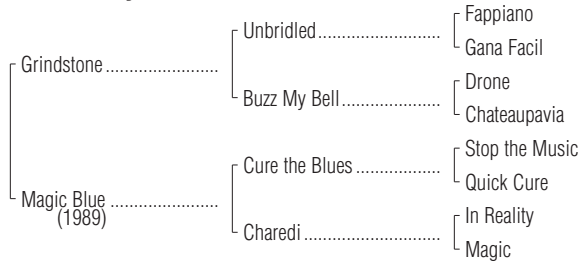 Fappiano
Unbridled
Gana Facil
Grindstone
Drone
Buzz My Bell
Chateaupavia
Stop the Music
Cure the Blues
Quick Cure
Magic Blue
(1989)
In Reality
Charedi
Magic